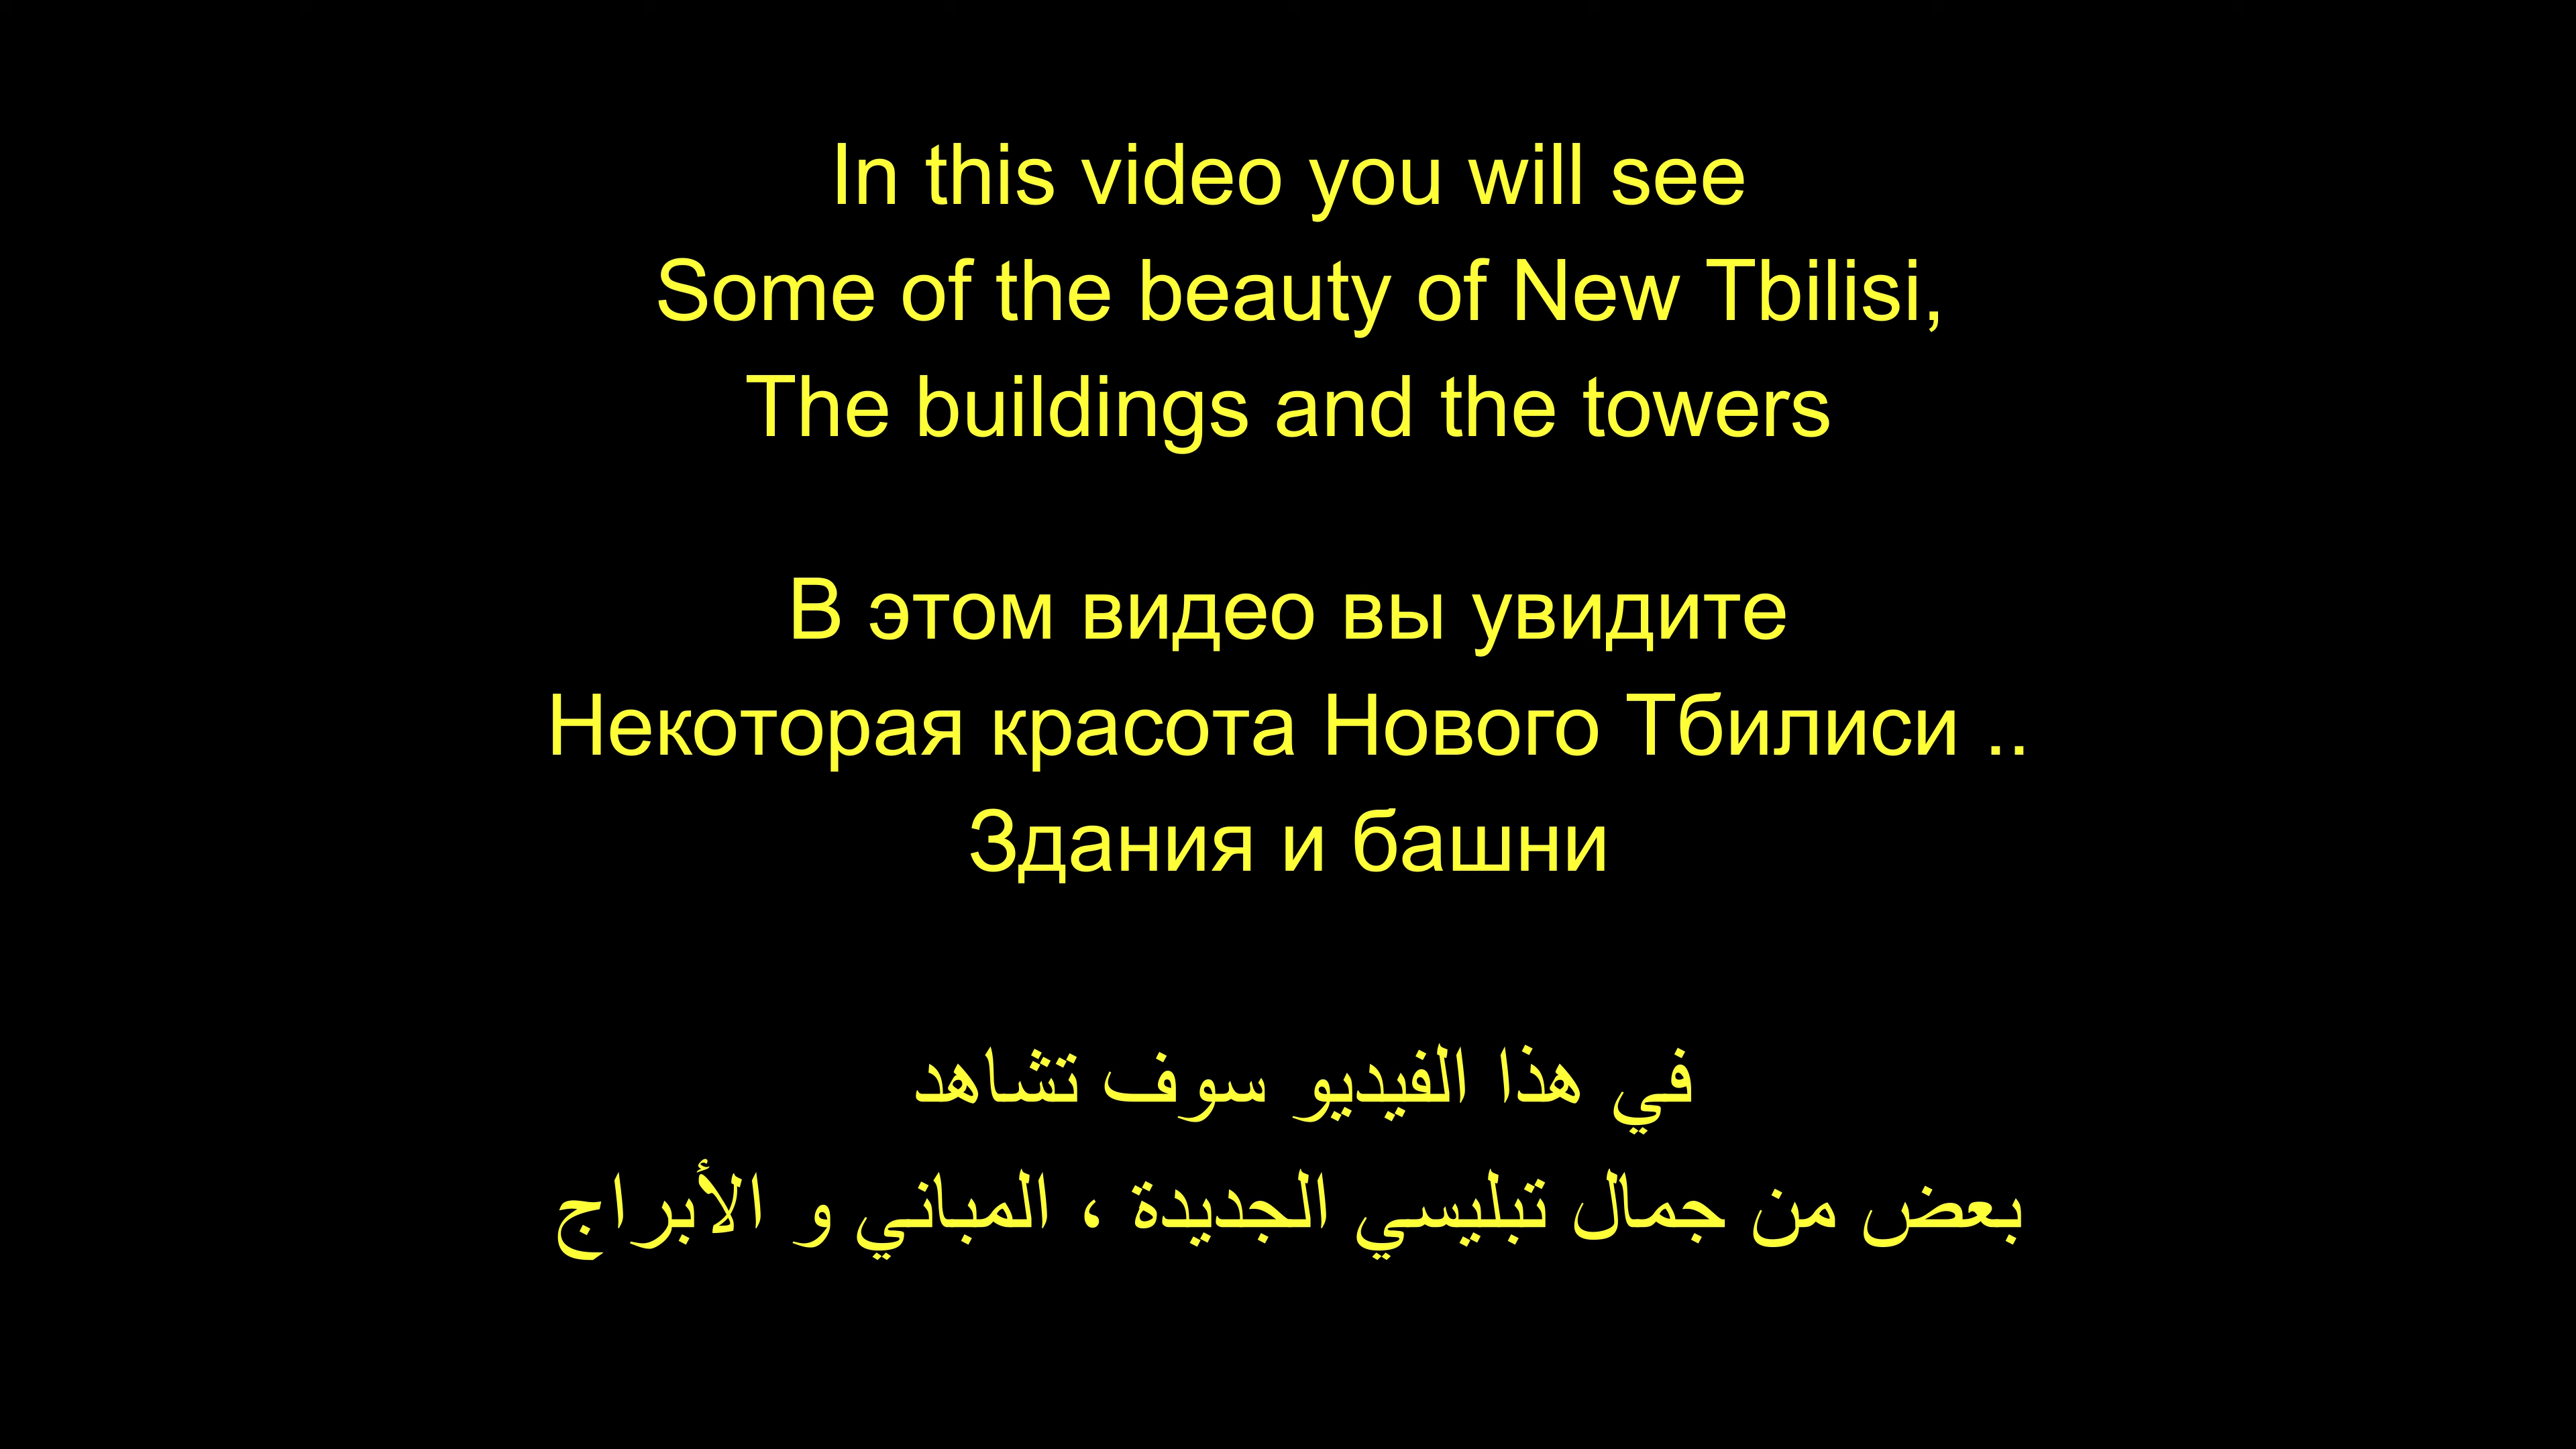 In this video you will see
Some of the beauty of New Tbilisi,
The buildings and the towers
В этом видео вы увидите
Некоторая красота Нового Тбилиси ..
Здания и башни
في هذا الفيديو سوف تشاهد
بعض من جمال تبليسي الجديدة ، المباني و الأبراج